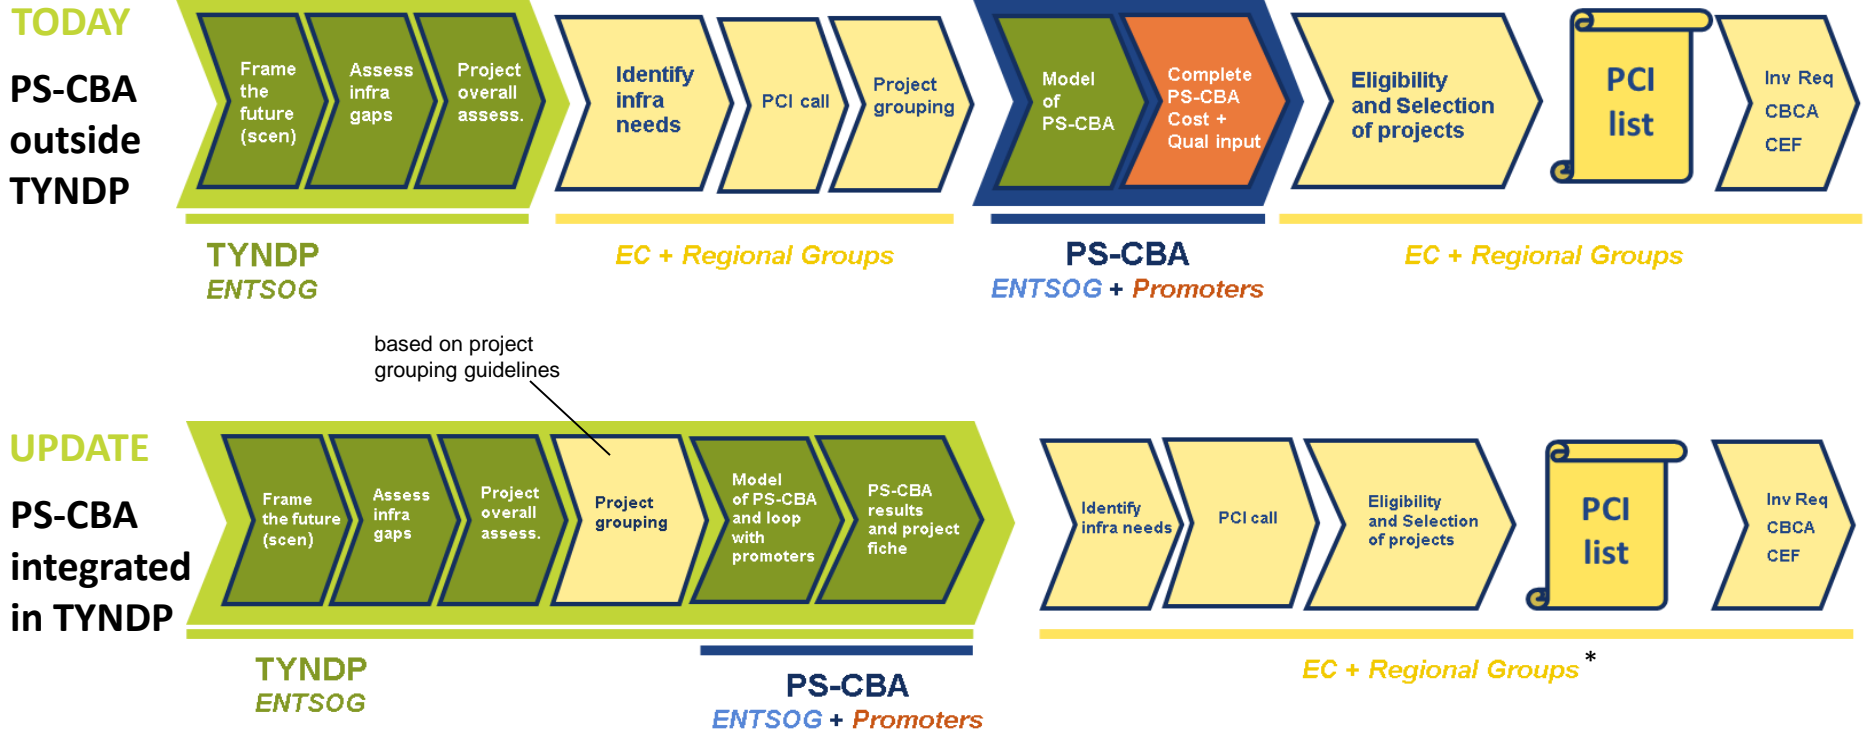 TODAY
PS-CBA
outside
TYNDP
Frame
the
future
(scen)
Assess
infra
gaps
Project
overall
assess.
Identify
infra
needs
PCI call
Project
grouping
Model
of
PS-CBA
Complete
PS-CBA
Cost +
Qual input
Eligibility
and Selection
of projects
PCI
list
Inv Req
CBCA
CEF
TYNDP
ENTSOG
EC + Regional Groups
PS-CBA
ENTSOG + Promoters
EC + Regional Groups
based on project
grouping guidelines
UPDATE
PS-CBA
integrated
in TYNDP
Frame
the future
(scen)
Assess
infra
gaps
Project
overall
assess.
Project
grouping
Model
of PS-CBA
and loop
with
promoters
PS-CBA
results
and project
fiche
Identify
infra needs
PCI call
Eligibility
and Selection
of projects
PCI
list
Inv Req
CBCA
CEF
TYNDP
ENTSOG
PS-CBA
ENTSOG + Promoters
EC + Regional Groups *